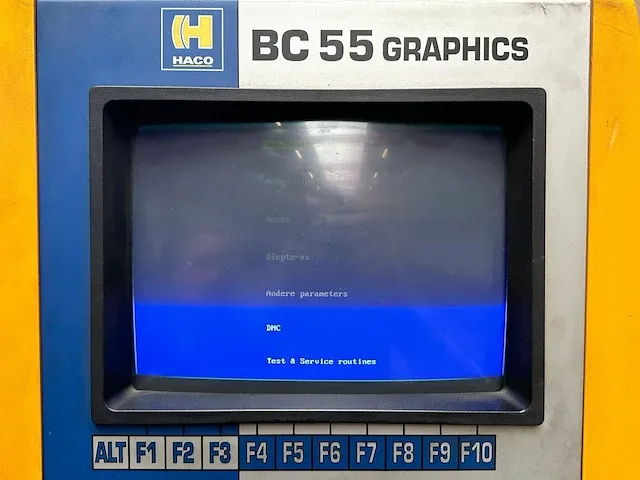 HACO
BC 55 GRAPHICS
Assen
Diepte-as
Andere parameters
DMC
Test & Service routines
ALT F1 F2 F3 F4 F5 F6 F7 F8 F9 F10